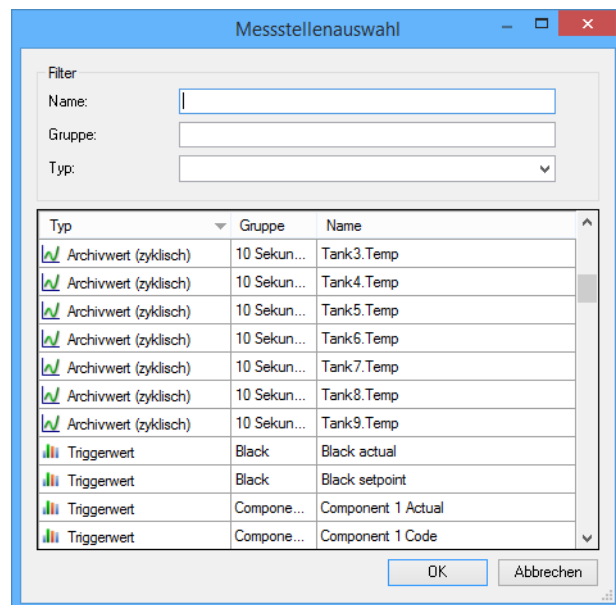 Messstellenauswahl
Filter
Name:
Gruppe:
Typ:
Typ Gruppe Name
Archivwert (zyklisch) 10 Sekun... Tank3.Temp
Archivwert (zyklisch) 10 Sekun... Tank4.Temp
Archivwert (zyklisch) 10 Sekun... Tank5.Temp
Archivwert (zyklisch) 10 Sekun... Tank6.Temp
Archivwert (zyklisch) 10 Sekun... Tank7.Temp
Archivwert (zyklisch) 10 Sekun... Tank8.Temp
Archivwert (zyklisch) 10 Sekun... Tank9.Temp
Triggerwert Black Black actual
Triggerwert Black Black setpoint
Triggerwert Compone... Component 1 Actual
Triggerwert Compone... Component 1 Code
OK Abbrechen